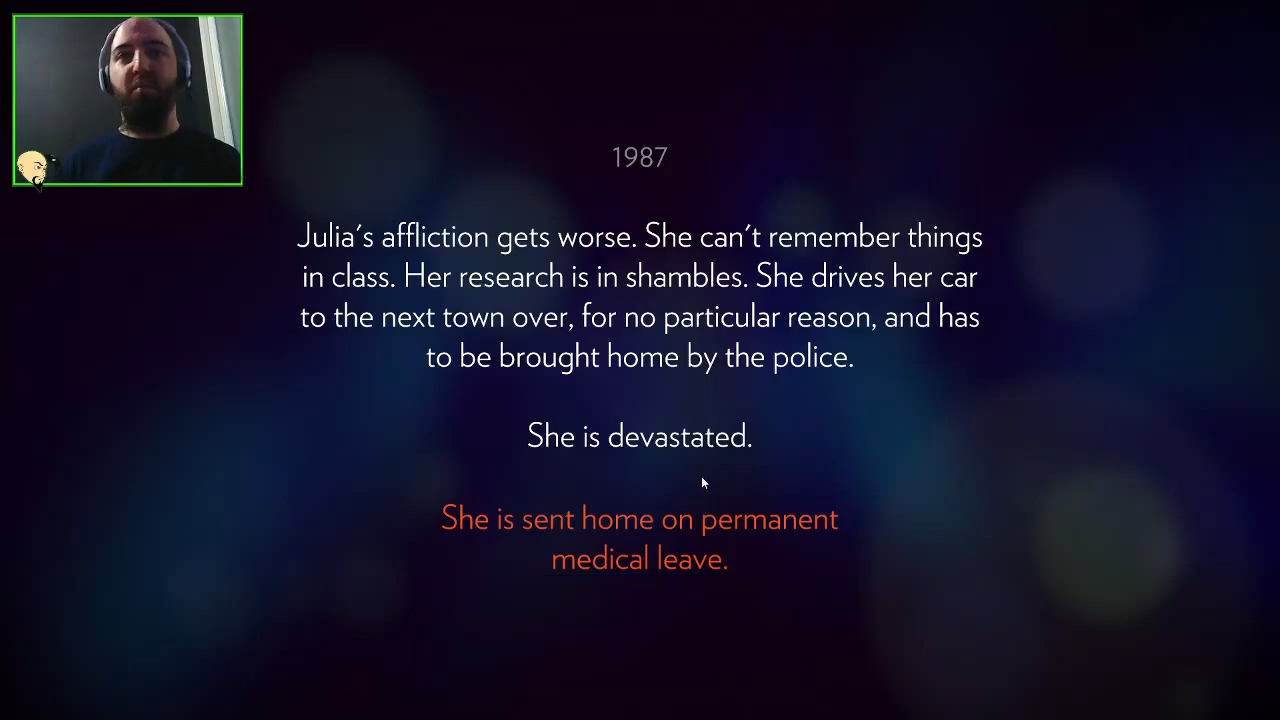 1987
Julia's affliction gets worse. She can't remember things
in class. Her research is in shambles. She drives her car
to the next town over, for no particular reason, and has
to be brought home by the police.
She is devastated.
She is sent home on permanent
medical leave.